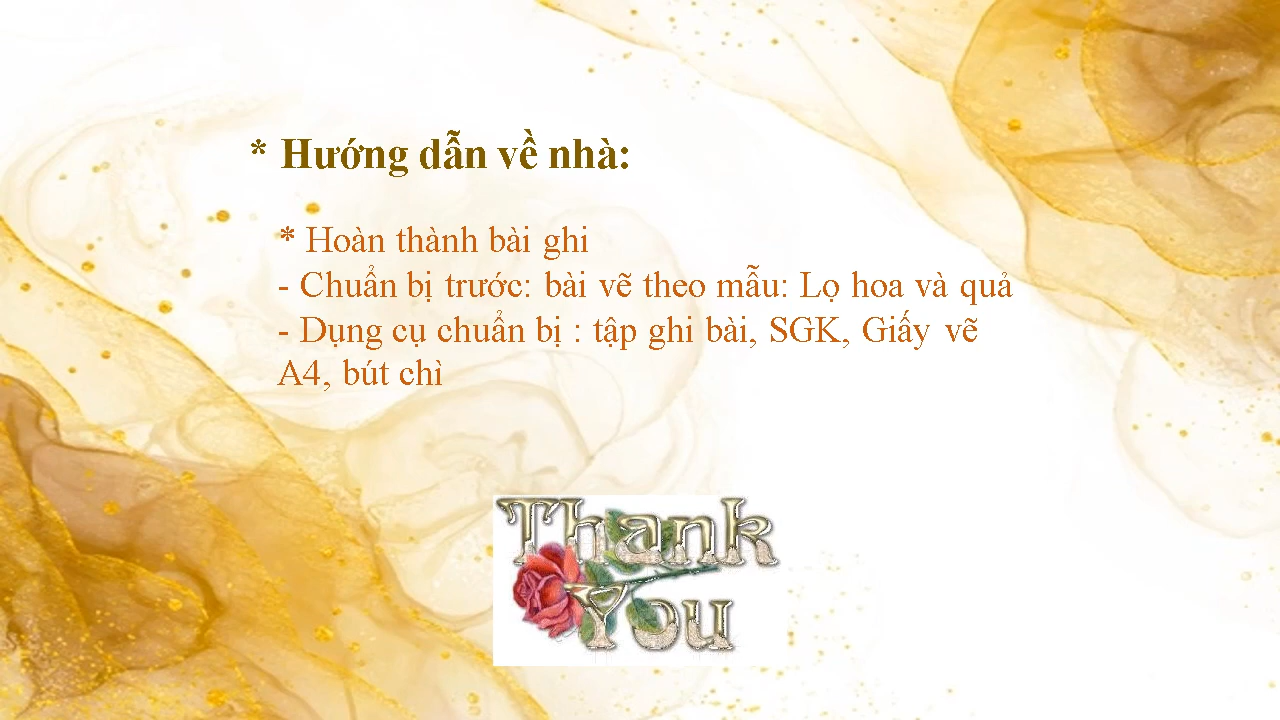 * Hướng dẫn về nhà:
* Hoàn thành bài ghi
- Chuẩn bị trước: bài vẽ theo mẫu: Lọ hoa và quả
- Dụng cụ chuẩn bị : tập ghi bài, SGK, Giấy vẽ
A4, bút chì
Thank
You